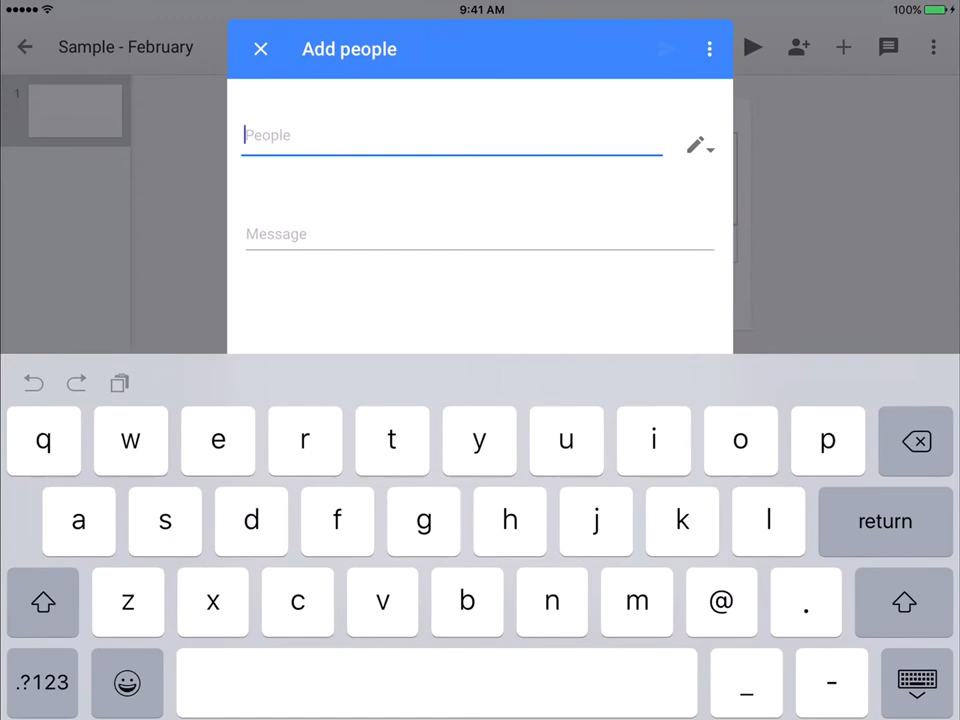 9:41 AM
100%
Sample - February
Add people
1
People
Message
q w e r t y u i o p
a s d f g h j k l return
z x c v b n m @ .
.?123 _ -